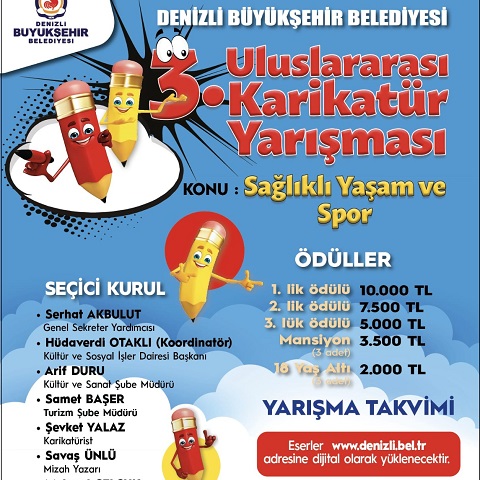 DENİZLİ
BÜYÜKŞEHİR
BELEDİYESİ
DENİZLİ BÜYÜKŞEHİR BELEDİYESİ
3. Uluslararası
Karikatür
Yarışması
KONU : Sağlıklı Yaşam ve
Spor
SEÇİCİ KURUL
• Serhat AKBULUT
Genel Sekreter Yardımcısı
• Hüdaverdi OTAKLI (Koordinatör)
Kültür ve Sosyal İşler Dairesi Başkanı
• Arif DURU
Kültür ve Sanat Şube Müdürü
• Samet BAŞER
Turizm Şube Müdürü
• Şevket YALAZ
Karikatürist
• Savaş ÜNLÜ
Mizah Yazarı
ÖDÜLLER
1. lik ödülü 10.000 TL
2. lik ödülü 7.500 TL
3. lük ödülü 5.000 TL
Mansiyon 3.500 TL
(3 adet)
18 Yaş Altı 2.000 TL
adet)
YARIŞMA TAKVİMİ
Eserler www.denizli.bel.tr
adresine dijital olarak yüklenecektir.